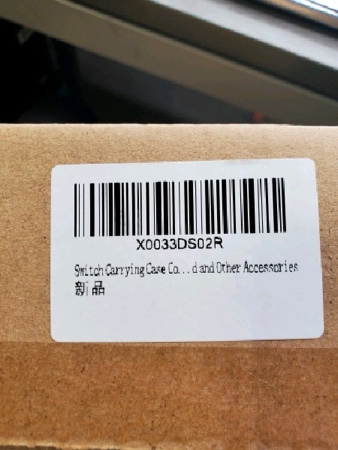 X0033DS02R
Switch Carrying Case Co...d and Other Accessories
新品